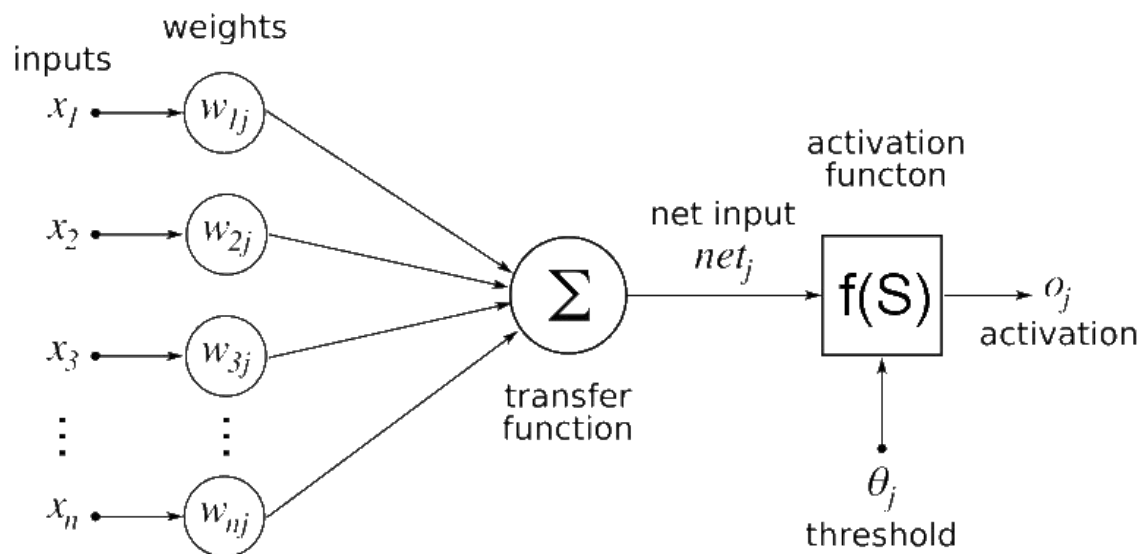 weights
inputs
x1
w1j
x2
w2j
x3
w3j
⋮ ⋮
xn
wnj
Σ
transfer
function
net input
netj
activation
functon
f(S)
oj
activation
θj
threshold